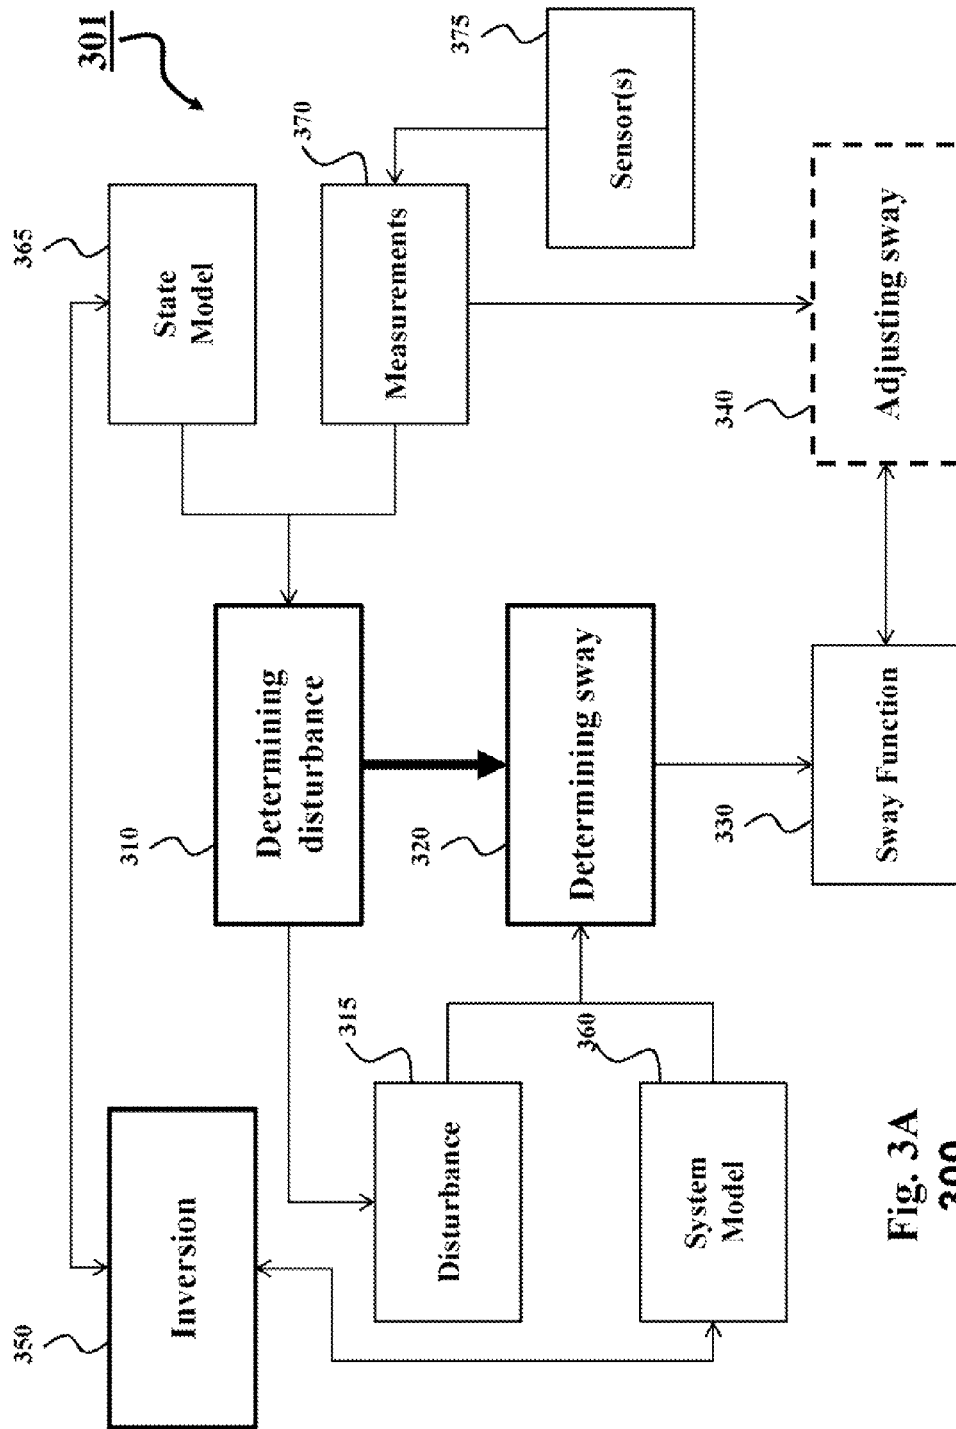 301
350
Inversion
365
State
Model
310
Determining
disturbance
370
Measurements
375
Sensor(s)
315
Disturbance
320
Determining sway
360
System
Model
330
Sway Function
340
Adjusting sway
Fig. 3A
300